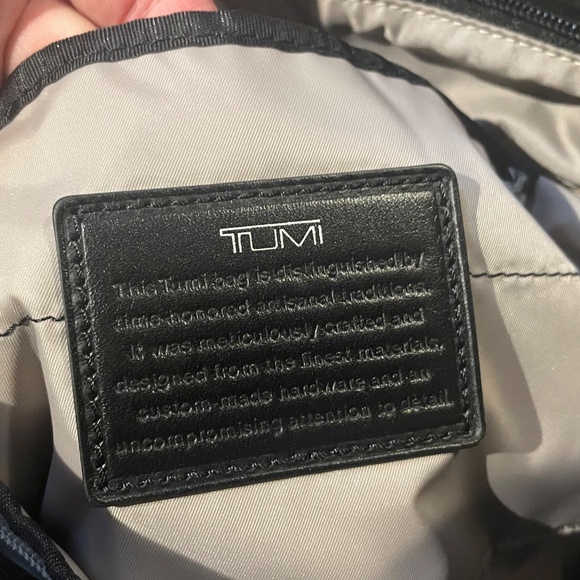 TUMI
This Tumi bag is distinguished by
time-honored artisanal traditions.
It was meticulously crafted and
designed from the finest materials,
custom-made hardware and an
uncompromising attention to detail.